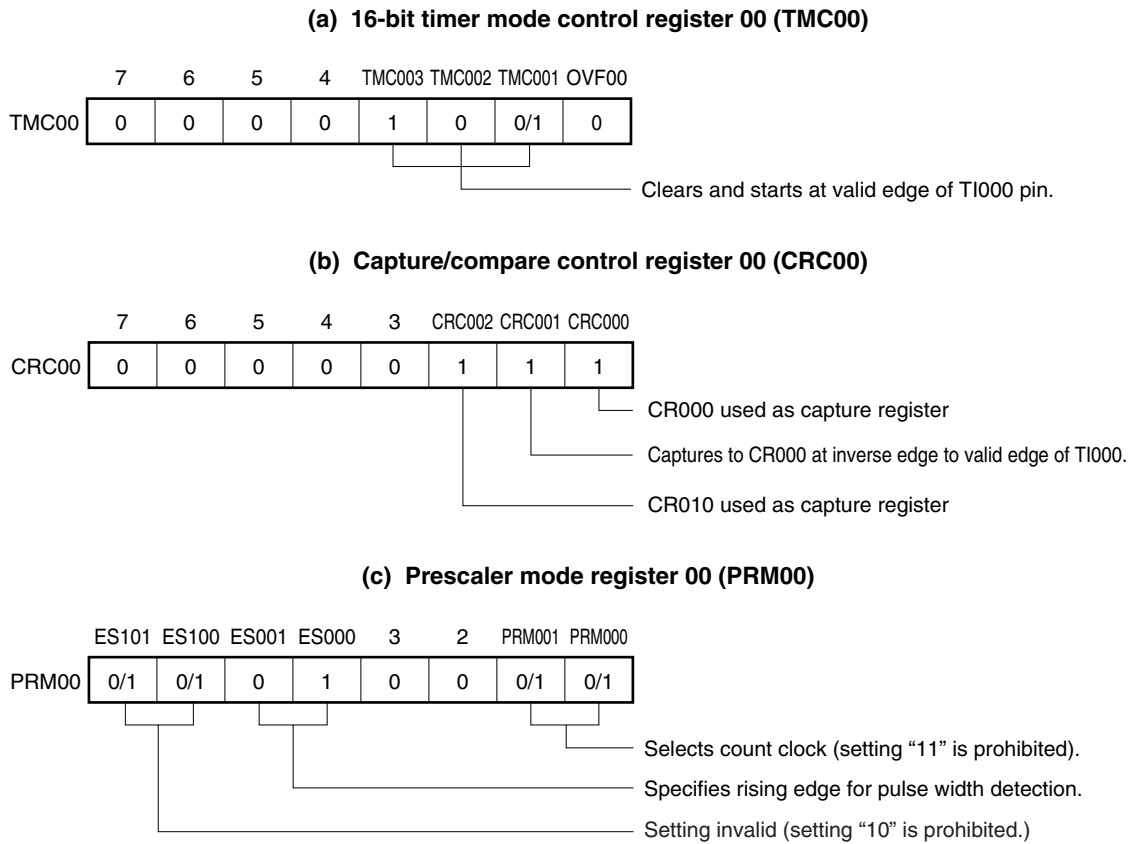 (a) 16-bit timer mode control register 00 (TMC00)
7 6 5 4 TMC003 TMC002 TMC001 OVF00
TMC00 0 0 0 0 1 0 0/1 0
Clears and starts at valid edge of TI000 pin.
(b) Capture/compare control register 00 (CRC00)
7 6 5 4 3 CRC002 CRC001 CRC000
CRC00 0 0 0 0 0 1 1 1
CR000 used as capture register
Captures to CR000 at inverse edge to valid edge of TI000.
CR010 used as capture register
(c) Prescaler mode register 00 (PRM00)
ES101 ES100 ES001 ES000 3 2 PRM001 PRM000
PRM00 0/1 0/1 0 1 0 0 0/1 0/1
Selects count clock (setting “11” is prohibited).
Specifies rising edge for pulse width detection.
Setting invalid (setting “10” is prohibited.)